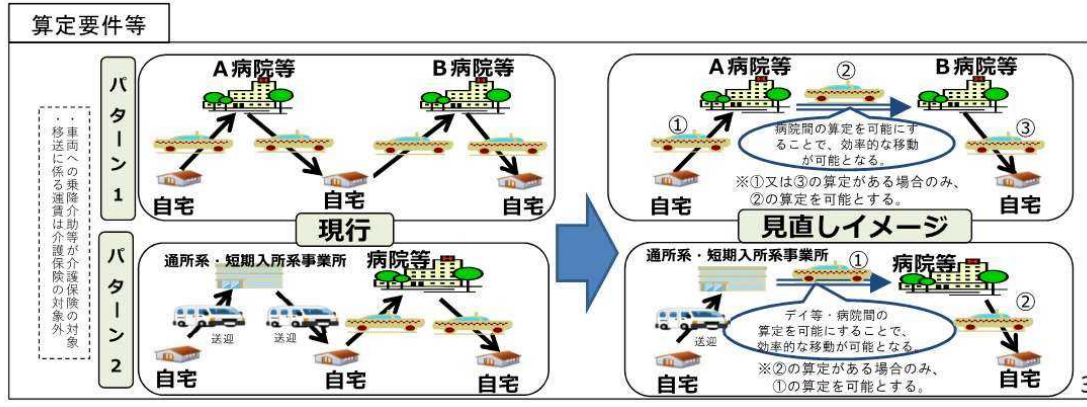 算定要件等
・車両への乗降介助等が介護保険の対象
・移送に係る運賃は介護保険の対象外
パターン1
A病院等
B病院等
自宅
自宅
自宅
現行
パターン2
通所系・短期入所系事業所
病院等
送迎
送迎
自宅
自宅
自宅
A病院等
②
B病院等
①
③
病院間の算定を可能にす
ることで、効率的な移動
が可能となる。
※①又は③の算定がある場合のみ、
②の算定を可能とする。
自宅
自宅
見直しイメージ
通所系・短期入所系事業所
①
病院等
②
送迎
デイ等・病院間の
算定を可能にすることで、
効率的な移動が可能となる。
※②の算定がある場合のみ、
①の算定を可能とする。
自宅
自宅
3